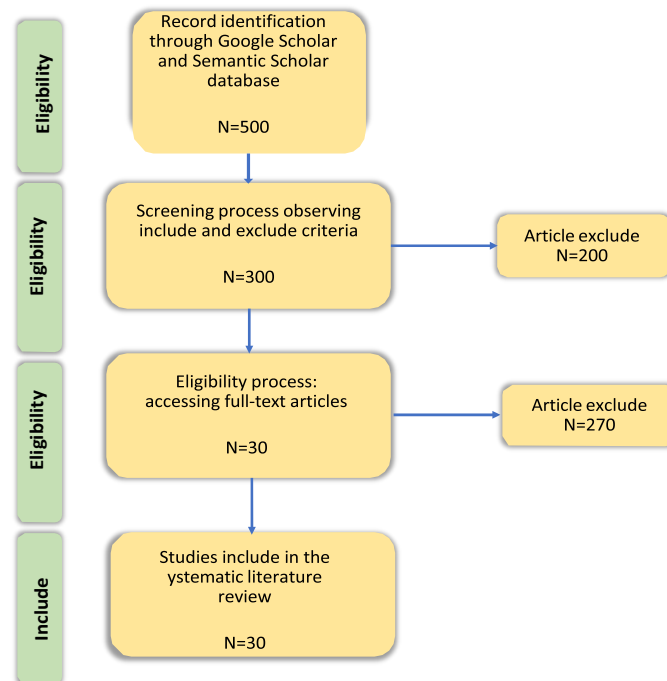 Eligibility
Record identification
through Google Scholar
and Semantic Scholar
database
N=500
Eligibility
Screening process observing
include and exclude criteria
N=300
Article exclude
N=200
Eligibility
Eligibility process:
accessing full-text articles
N=30
Article exclude
N=270
Include
Studies include in the
ystematic literature
review
N=30